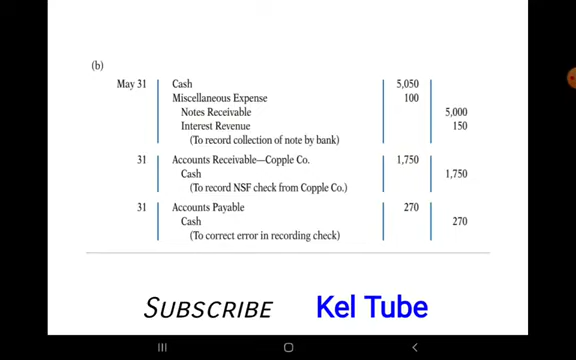 (b)
May 31 Cash 5,050
Miscellaneous Expense 100
Notes Receivable 5,000
Interest Revenue 150
(To record collection of note by bank)
31 Accounts Receivable—Copple Co. 1,750
Cash 1,750
(To record NSF check from Copple Co.)
31 Accounts Payable 270
Cash 270
(To correct error in recording check)
SUBSCRIBE Kel Tube